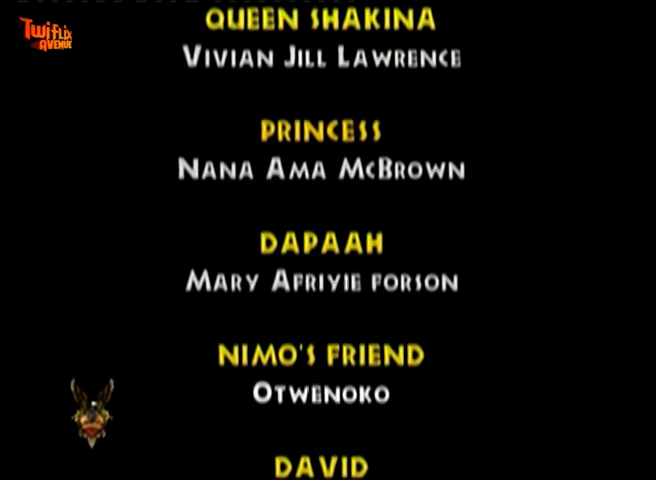 Twiflix
AVENUE
QUEEN SHAKINA
VIVIAN JILL LAWRENCE
PRINCESS
NANA AMA MCBROWN
DAPAAH
MARY AFRIYIE FORSON
NIMO'S FRIEND
OTWENOKO
DAVID